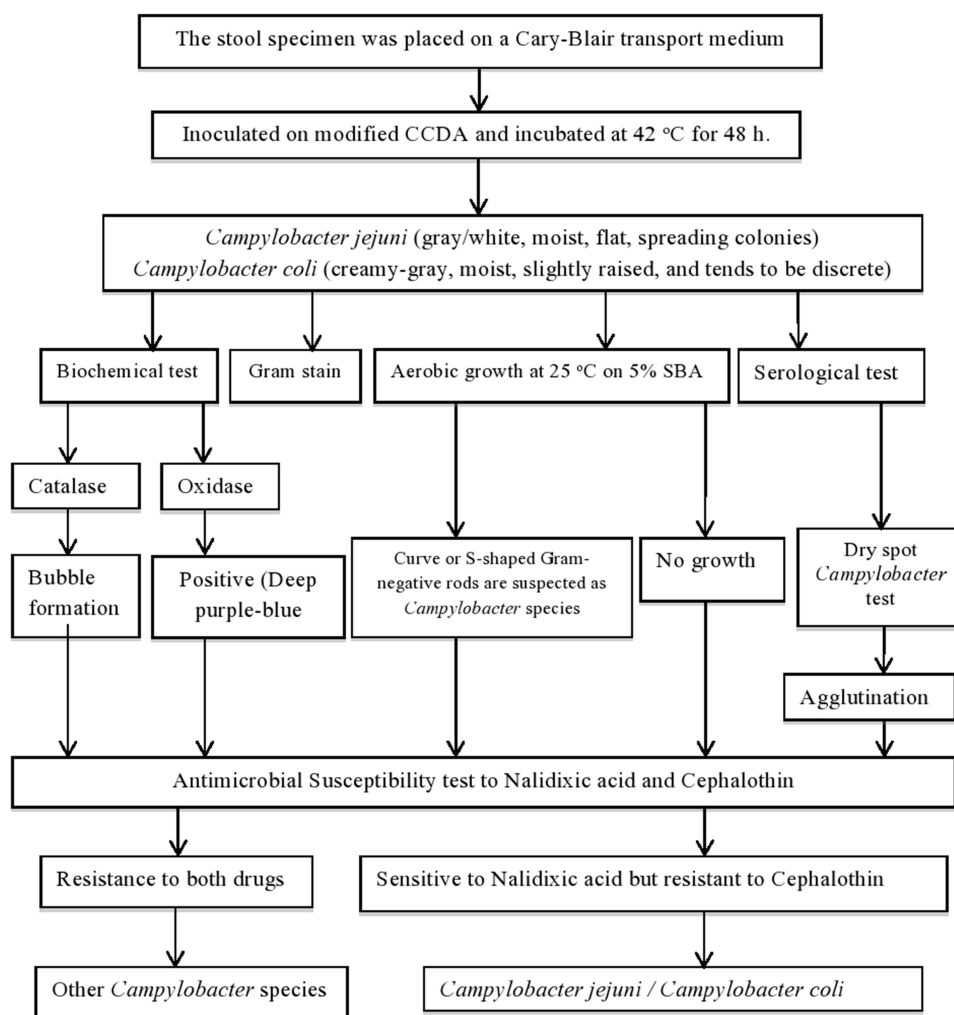 The stool specimen was placed on a Cary-Blair transport medium
Inoculated on modified CCDA and incubated at 42 °C for 48 h.
Campylobacter jejuni (gray/white, moist, flat, spreading colonies)
Campylobacter coli (creamy-gray, moist, slightly raised, and tends to be discrete)
Biochemical test
Gram stain
Aerobic growth at 25 °C on 5% SBA
Serological test
Catalase
Oxidase
Bubble
formation
Positive (Deep
purple-blue
Curve or S-shaped Gram-
negative rods are suspected as
Campylobacter species
No growth
Dry spot
Campylobacter
test
Agglutination
Antimicrobial Susceptibility test to Nalidixic acid and Cephalothin
Resistance to both drugs
Sensitive to Nalidixic acid but resistant to Cephalothin
Other Campylobacter species
Campylobacter jejuni / Campylobacter coli